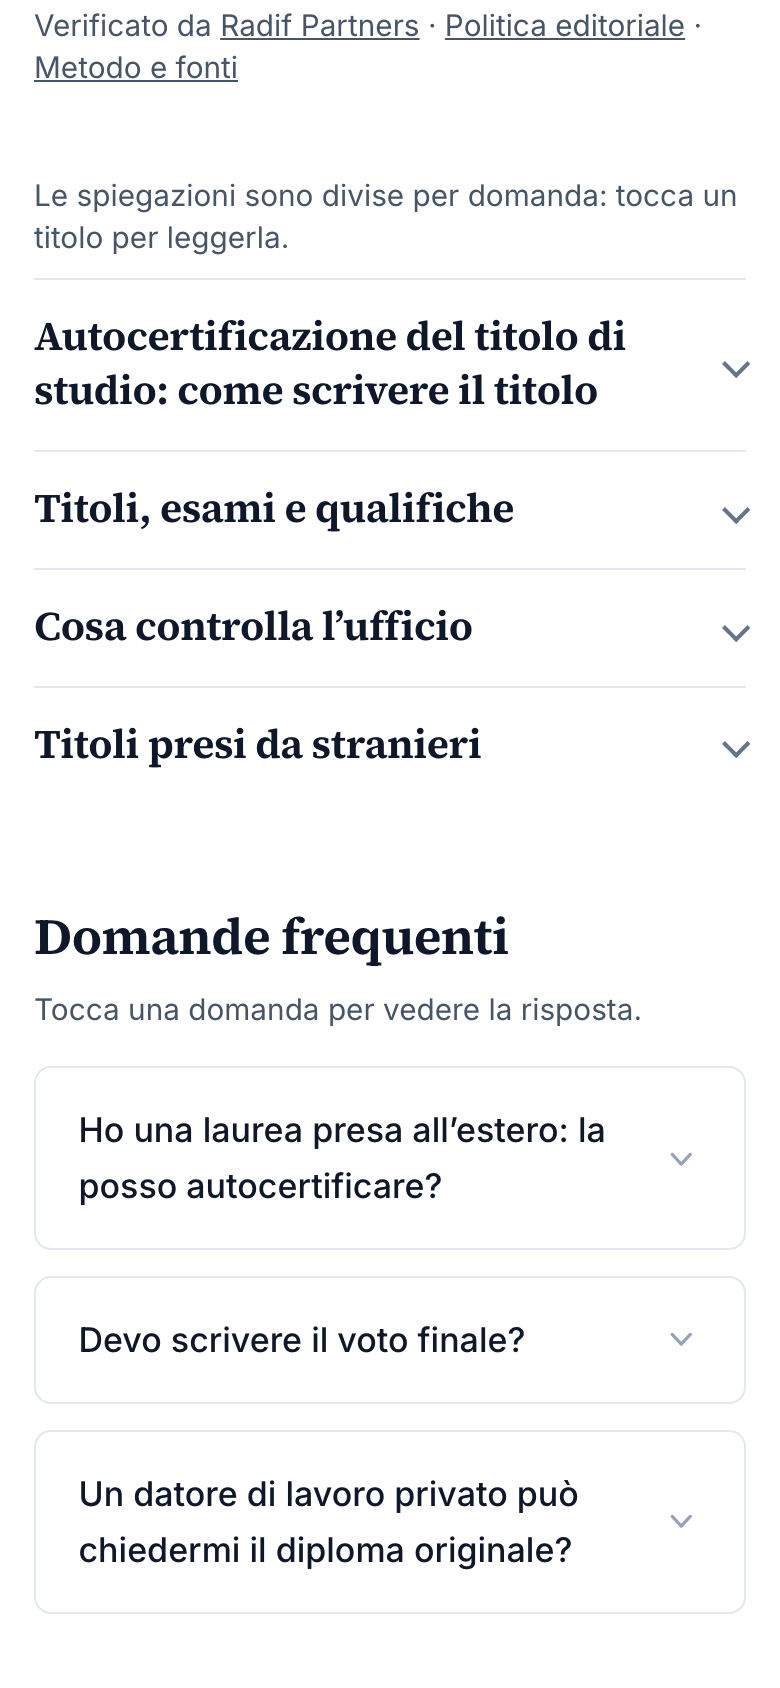 Verificato da Radif Partners · Politica editoriale ·
Metodo e fonti
Le spiegazioni sono divise per domanda: tocca un
titolo per leggerla.
Autocertificazione del titolo di
studio: come scrivere il titolo
Titoli, esami e qualifiche
Cosa controlla l’ufficio
Titoli presi da stranieri
Domande frequenti
Tocca una domanda per vedere la risposta.
Ho una laurea presa all’estero: la
posso autocertificare?
Devo scrivere il voto finale?
Un datore di lavoro privato può
chiedermi il diploma originale?